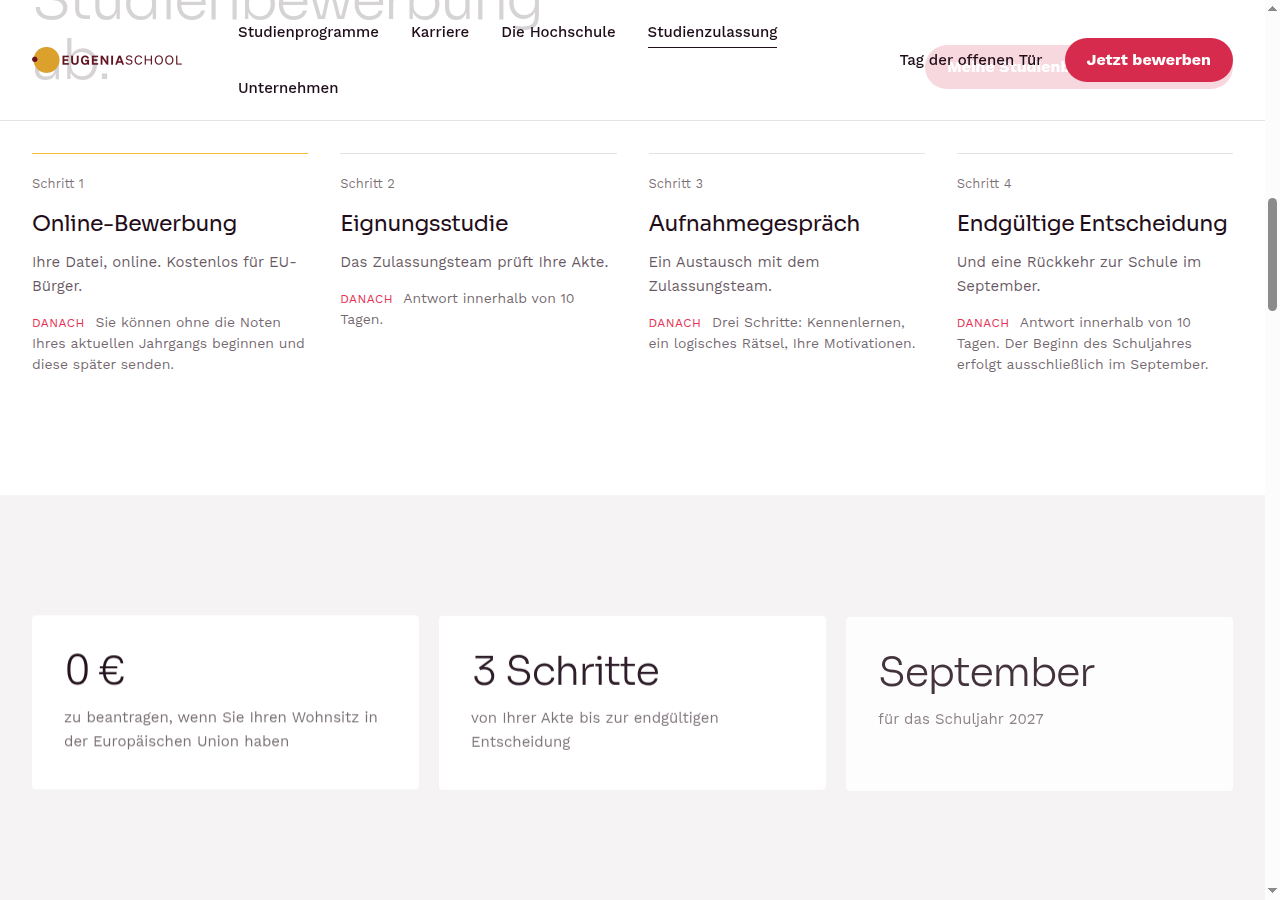 Studienbewerbung
ab.
EUGENIASCHOOL
Studienprogramme
Karriere
Die Hochschule
Studienzulassung
Unternehmen
Tag der offenen Tür
Jetzt bewerben
Schritt 1
Online-Bewerbung
Ihre Datei, online. Kostenlos für EU-
Bürger.
DANACH Sie können ohne die Noten
Ihres aktuellen Jahrgangs beginnen und
diese später senden.
Schritt 2
Eignungsstudie
Das Zulassungsteam prüft Ihre Akte.
DANACH Antwort innerhalb von 10
Tagen.
Schritt 3
Aufnahmegespräch
Ein Austausch mit dem
Zulassungsteam.
DANACH Drei Schritte: Kennenlernen,
ein logisches Rätsel, Ihre Motivationen.
Schritt 4
Endgültige Entscheidung
Und eine Rückkehr zur Schule im
September.
DANACH Antwort innerhalb von 10
Tagen. Der Beginn des Schuljahres
erfolgt ausschließlich im September.
0 €
zu beantragen, wenn Sie Ihren Wohnsitz in
der Europäischen Union haben
3 Schritte
von Ihrer Akte bis zur endgültigen
Entscheidung
September
für das Schuljahr 2027